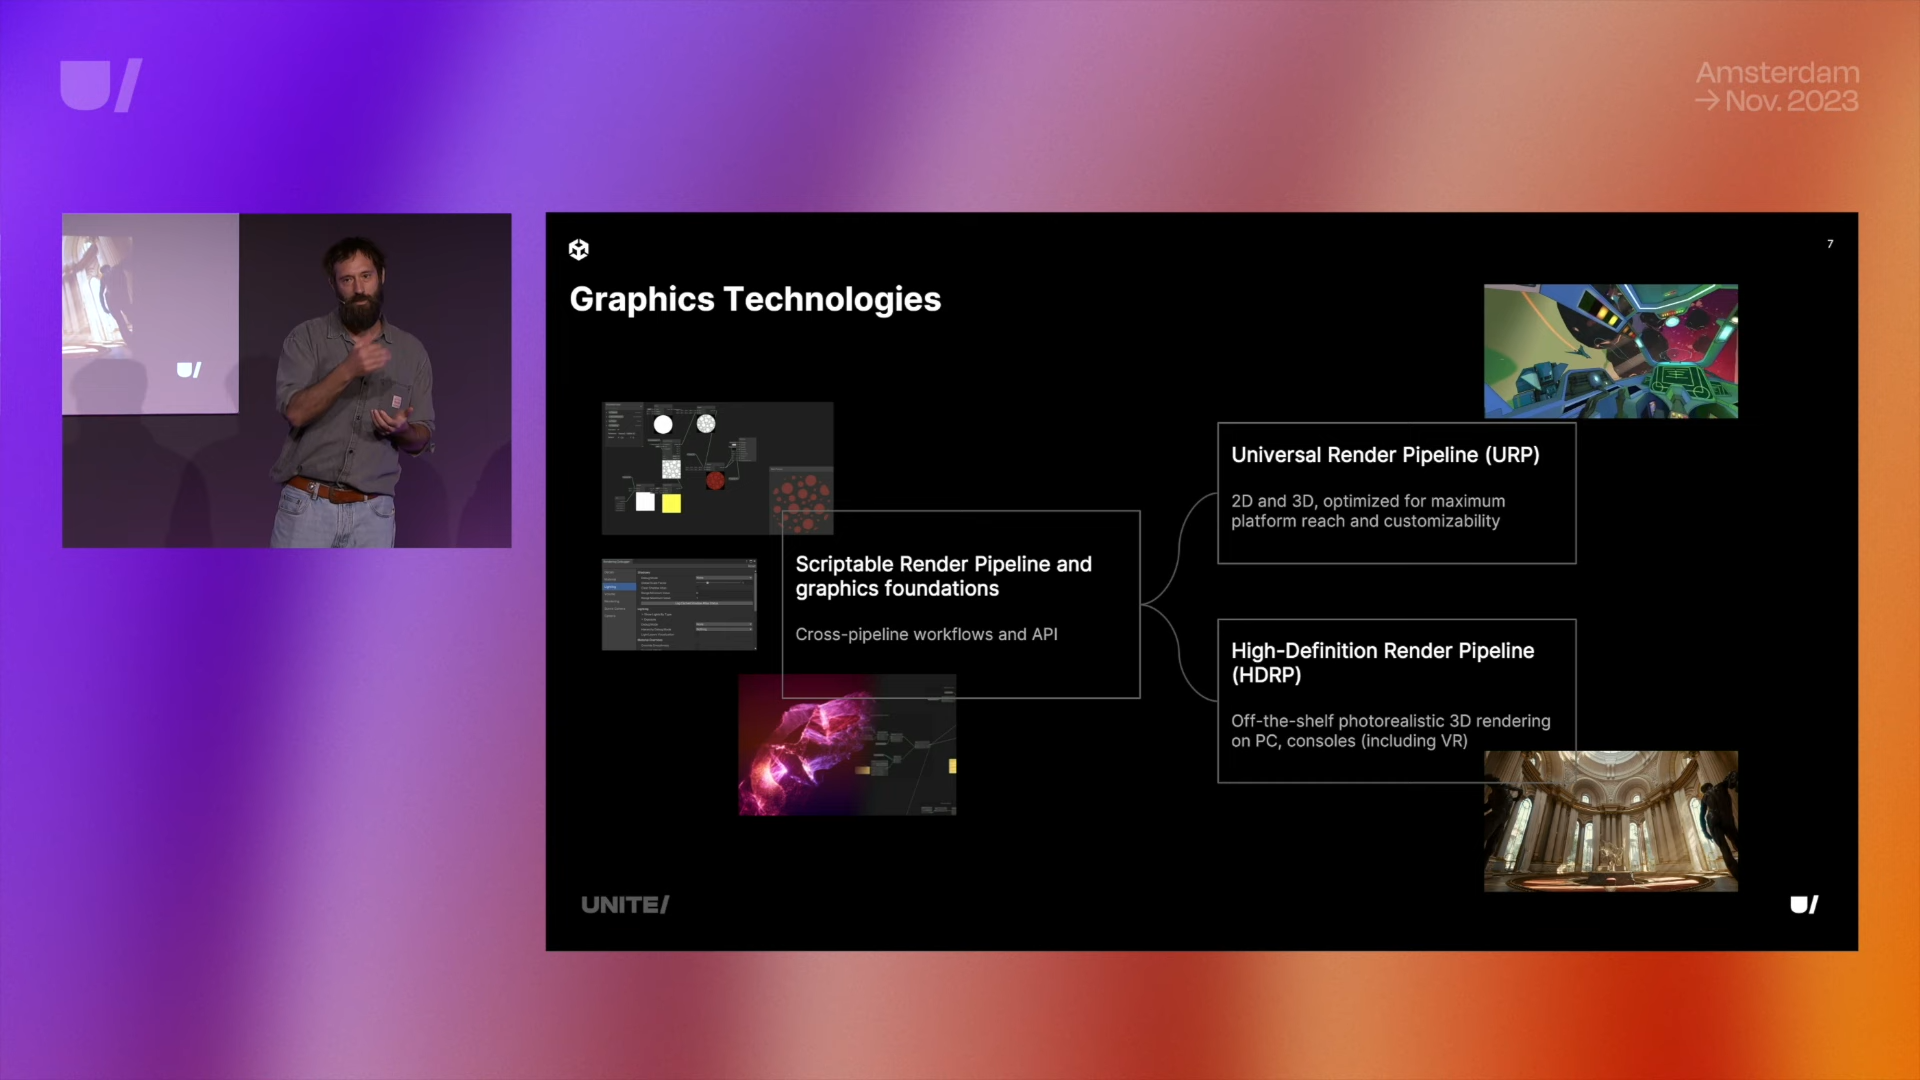 U/
Amsterdam
→ Nov. 2023
U/
7
Graphics Technologies
Scriptable Render Pipeline and
graphics foundations
Cross-pipeline workflows and API
Universal Render Pipeline (URP)
2D and 3D, optimized for maximum
platform reach and customizability
High-Definition Render Pipeline
(HDRP)
Off-the-shelf photorealistic 3D rendering
on PC, consoles (including VR)
UNITE/
U/